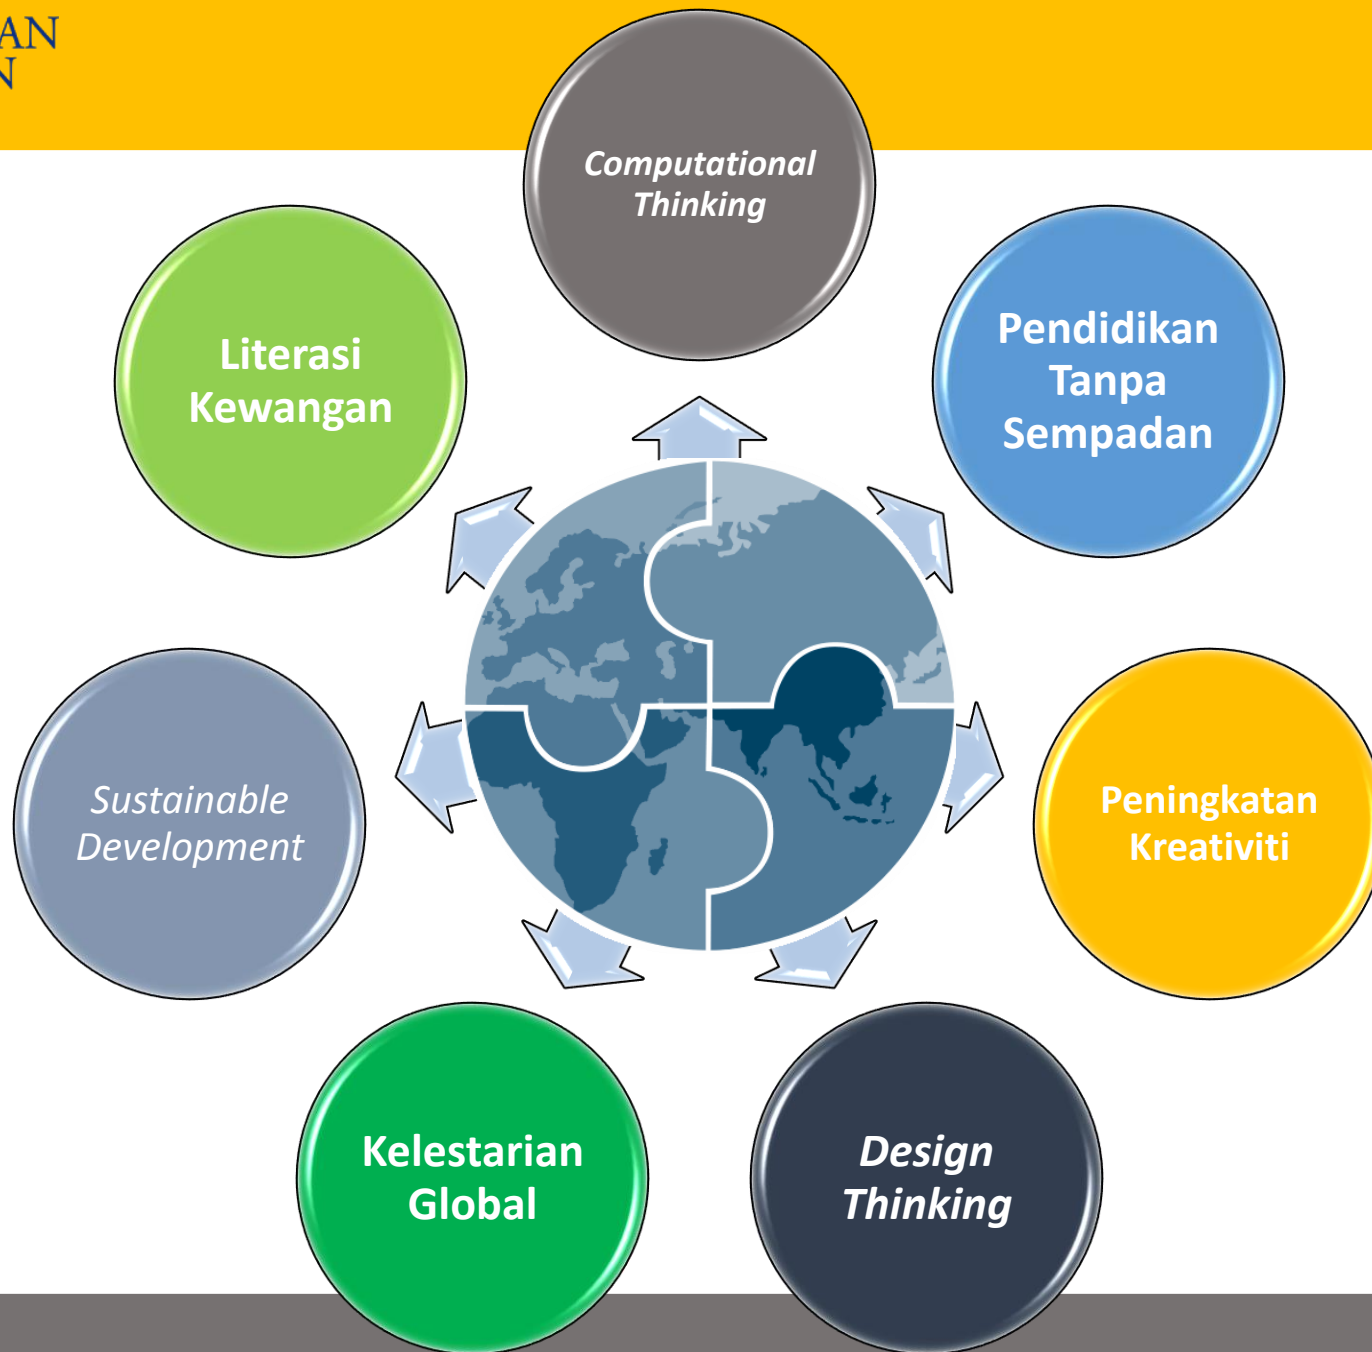 Computational
Thinking
Pendidikan
Tanpa
Sempadan
Peningkatan
Kreativiti
Design
Thinking
Kelestarian
Global
Sustainable
Development
Literasi
Kewangan